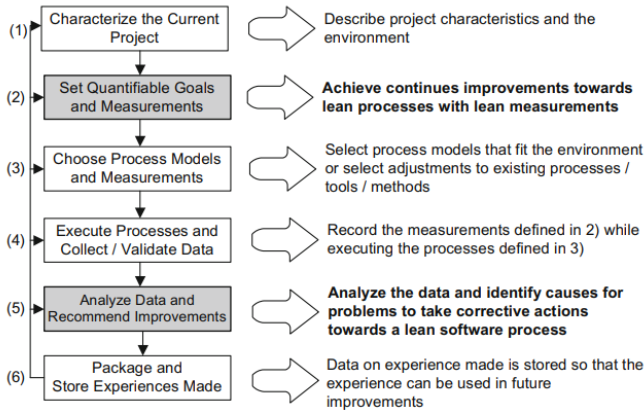 (1)
Characterize the Current
Project
Describe project characteristics and the
environment
(2)
Set Quantifiable Goals
and Measurements
Achieve continues improvements towards
lean processes with lean measurements
(3)
Choose Process Models
and Measurements
Select process models that fit the environment
or select adjustments to existing processes /
tools / methods
(4)
Execute Processes and
Collect / Validate Data
Record the measurements defined in 2) while
executing the processes defined in 3)
(5)
Analyze Data and
Recommend Improvements
Analyze the data and identify causes for
problems to take corrective actions
towards a lean software process
(6)
Package and
Store Experiences Made
Data on experience made is stored so that
the experience can be used in future
improvements